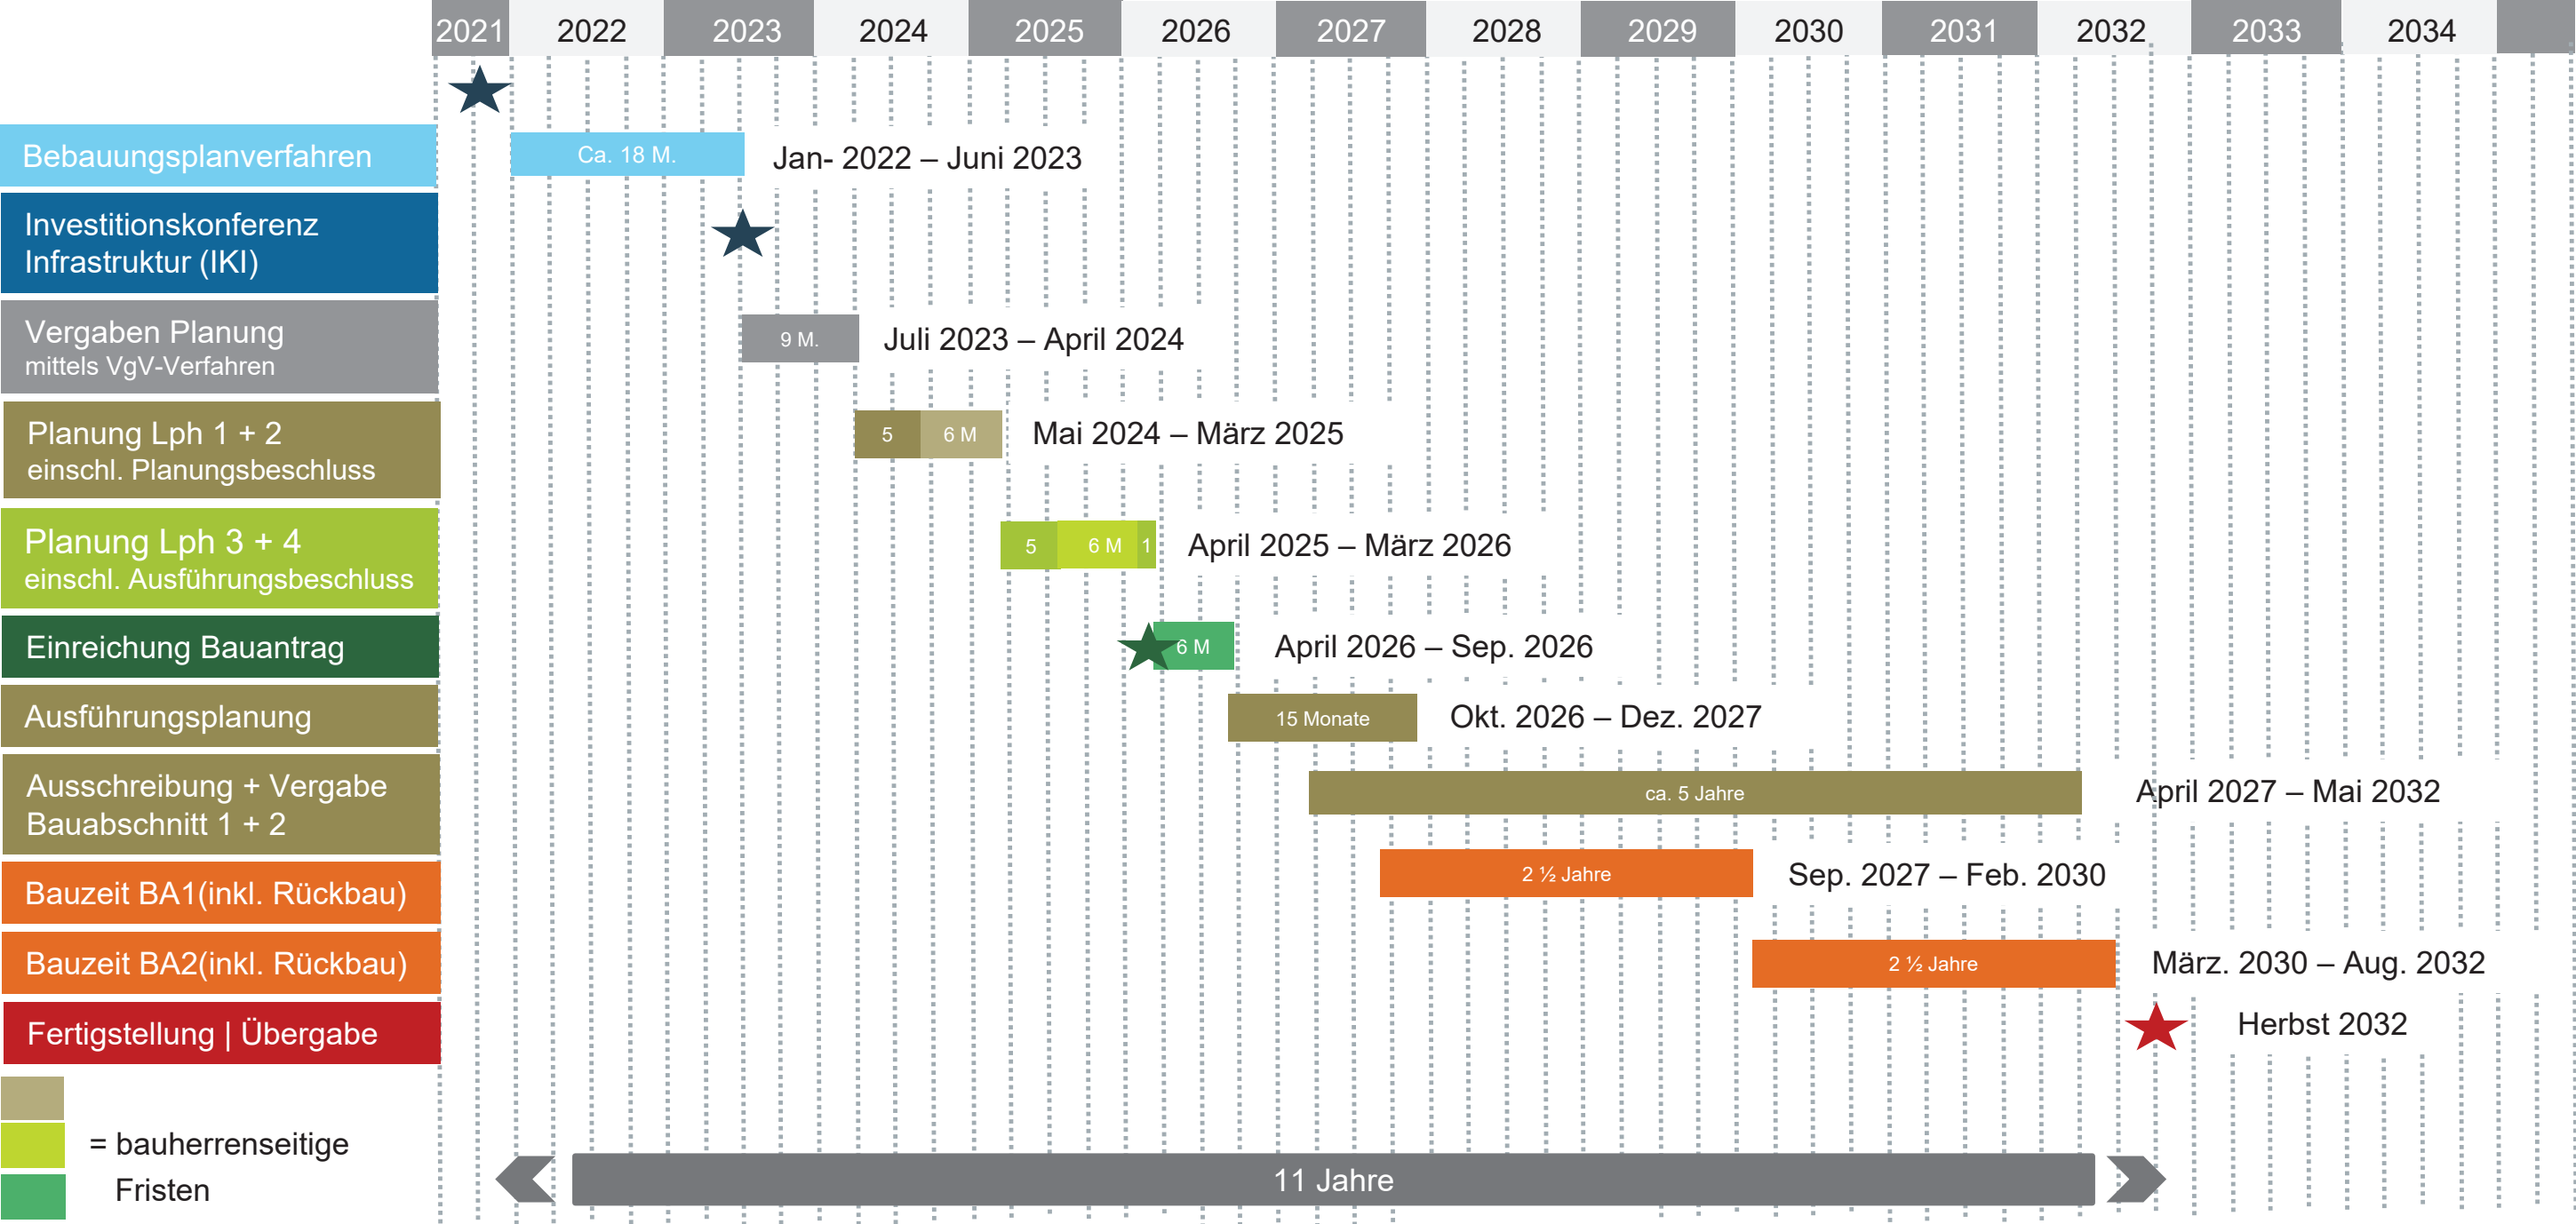 2021 2022 2023 2024 2025 2026 2027 2028 2029 2030 2031 2032 2033 2034
Bebauungsplanverfahren
Ca. 18 M.
Jan- 2022 – Juni 2023
Investitionskonferenz
Infrastruktur (IKI)
Vergaben Planung
mittels VgV-Verfahren
9 M.
Juli 2023 – April 2024
Planung Lph 1 + 2
einschl. Planungsbeschluss
5
6 M
Mai 2024 – März 2025
Planung Lph 3 + 4
einschl. Ausführungsbeschluss
5
6 M
1
April 2025 – März 2026
Einreichung Bauantrag
6 M
April 2026 – Sep. 2026
Ausführungsplanung
15 Monate
Okt. 2026 – Dez. 2027
Ausschreibung + Vergabe
Bauabschnitt 1 + 2
ca. 5 Jahre
April 2027 – Mai 2032
Bauzeit BA1(inkl. Rückbau)
2 ½ Jahre
Sep. 2027 – Feb. 2030
Bauzeit BA2(inkl. Rückbau)
2 ½ Jahre
März. 2030 – Aug. 2032
Fertigstellung | Übergabe
Herbst 2032
= bauherrenseitige
Fristen
11 Jahre